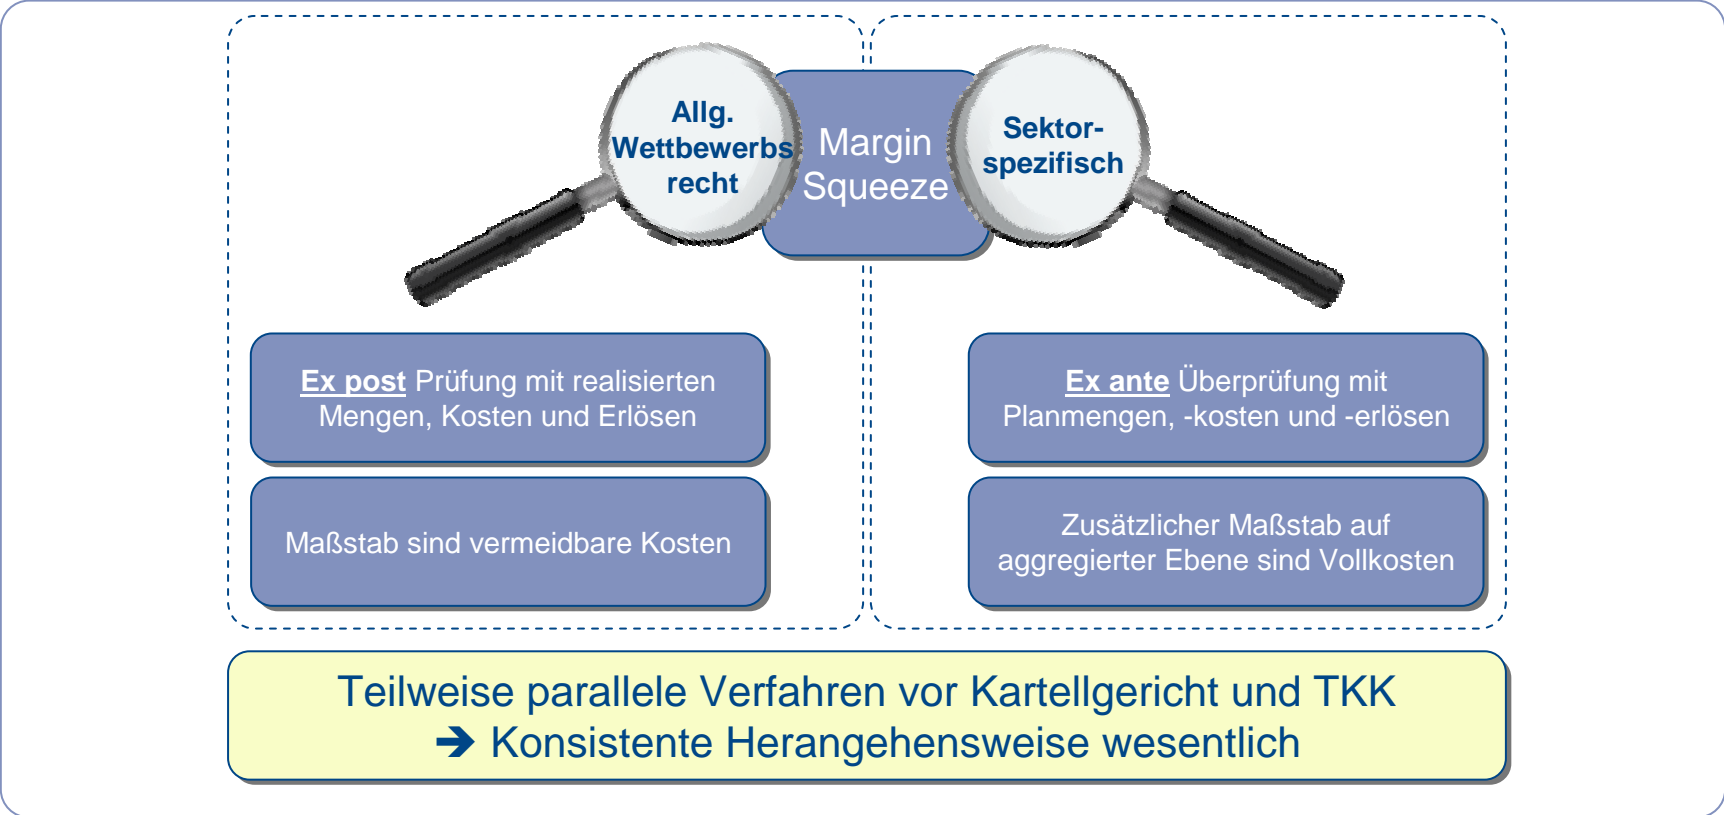 Allg.
Wettbewerbs
recht
Margin
Squeeze
Sektor-
spezifisch
Ex post Prüfung mit realisierten
Mengen, Kosten und Erlösen
Maßstab sind vermeidbare Kosten
Ex ante Überprüfung mit
Planmengen, -kosten und -erlösen
Zusätzlicher Maßstab auf
aggregierter Ebene sind Vollkosten
Teilweise parallele Verfahren vor Kartellgericht und TKK
➔ Konsistente Herangehensweise wesentlich